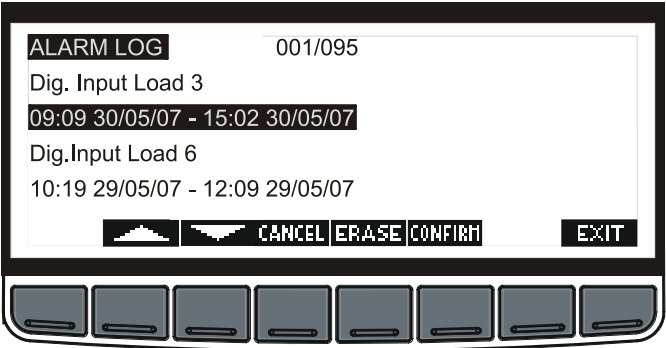 ALARM LOG 001/095
Dig. Input Load 3
09:09 30/05/07 - 15:02 30/05/07
Dig.Input Load 6
10:19 29/05/07 - 12:09 29/05/07
CANCEL ERASE CONFIRM EXIT